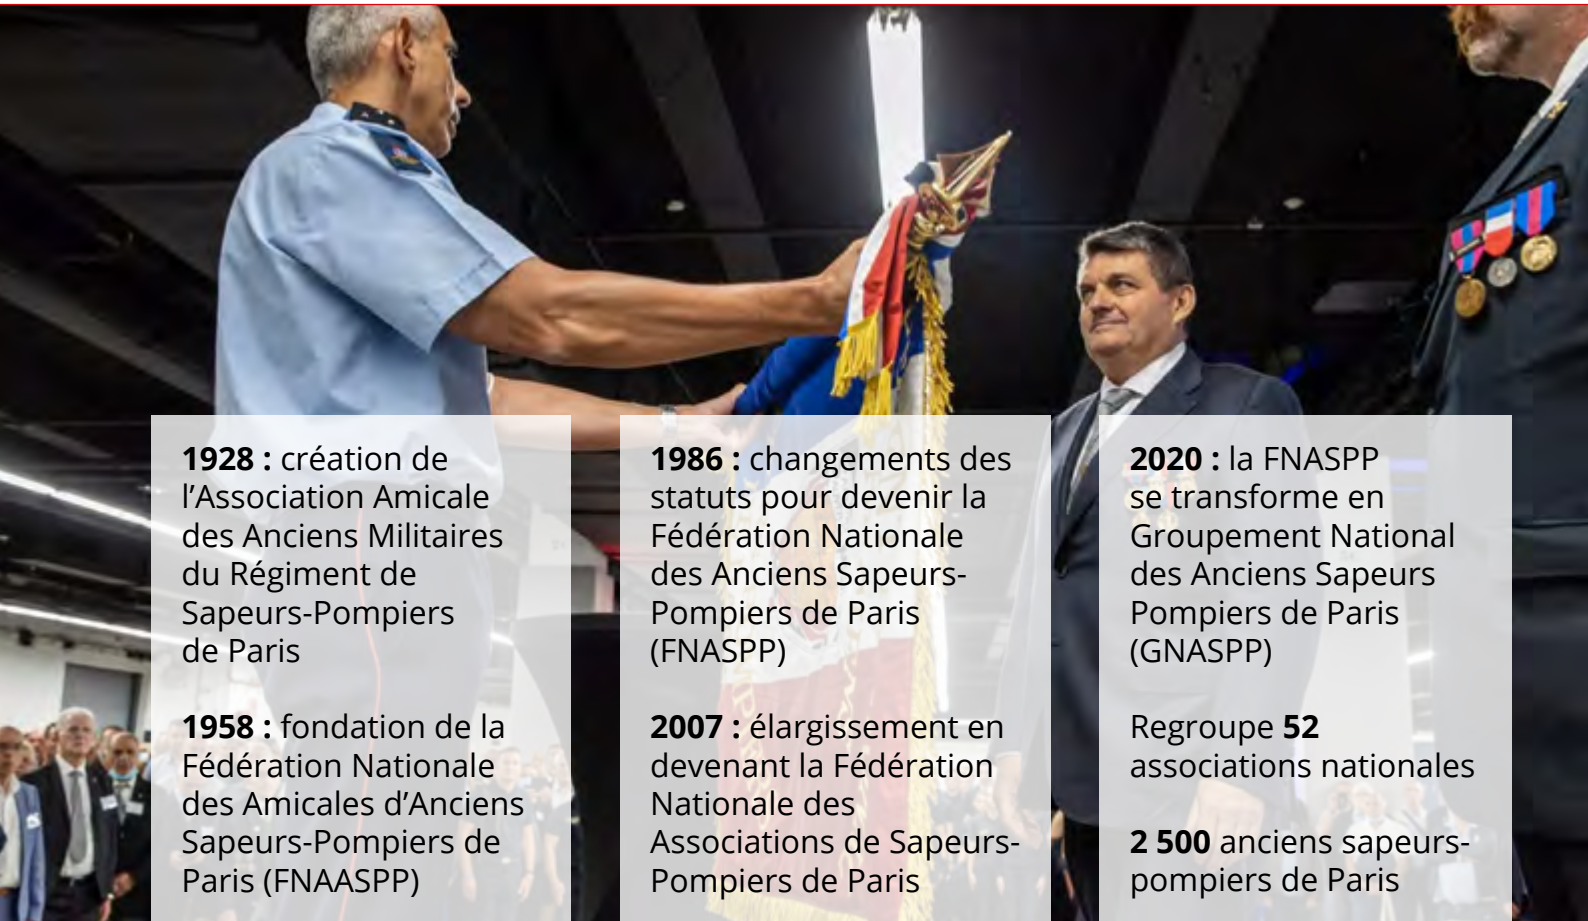 1928 : création de
l'Association Amicale
des Anciens Militaires
du Régiment de
Sapeurs-Pompiers
de Paris
1958 : fondation de la
Fédération Nationale
des Amicales d'Anciens
Sapeurs-Pompiers de
Paris (FNAASPP)
1986 : changements des
statuts pour devenir la
Fédération Nationale
des Anciens Sapeurs-
Pompiers de Paris
(FNASPP)
2007 : élargissement en
devenant la Fédération
Nationale des
Associations de Sapeurs-
Pompiers de Paris
2020 : la FNASPP
se transforme en
Groupement National
des Anciens Sapeurs
Pompiers de Paris
(GNASPP)
Regroupe 52
associations nationales
2 500 anciens sapeurs-
pompiers de Paris